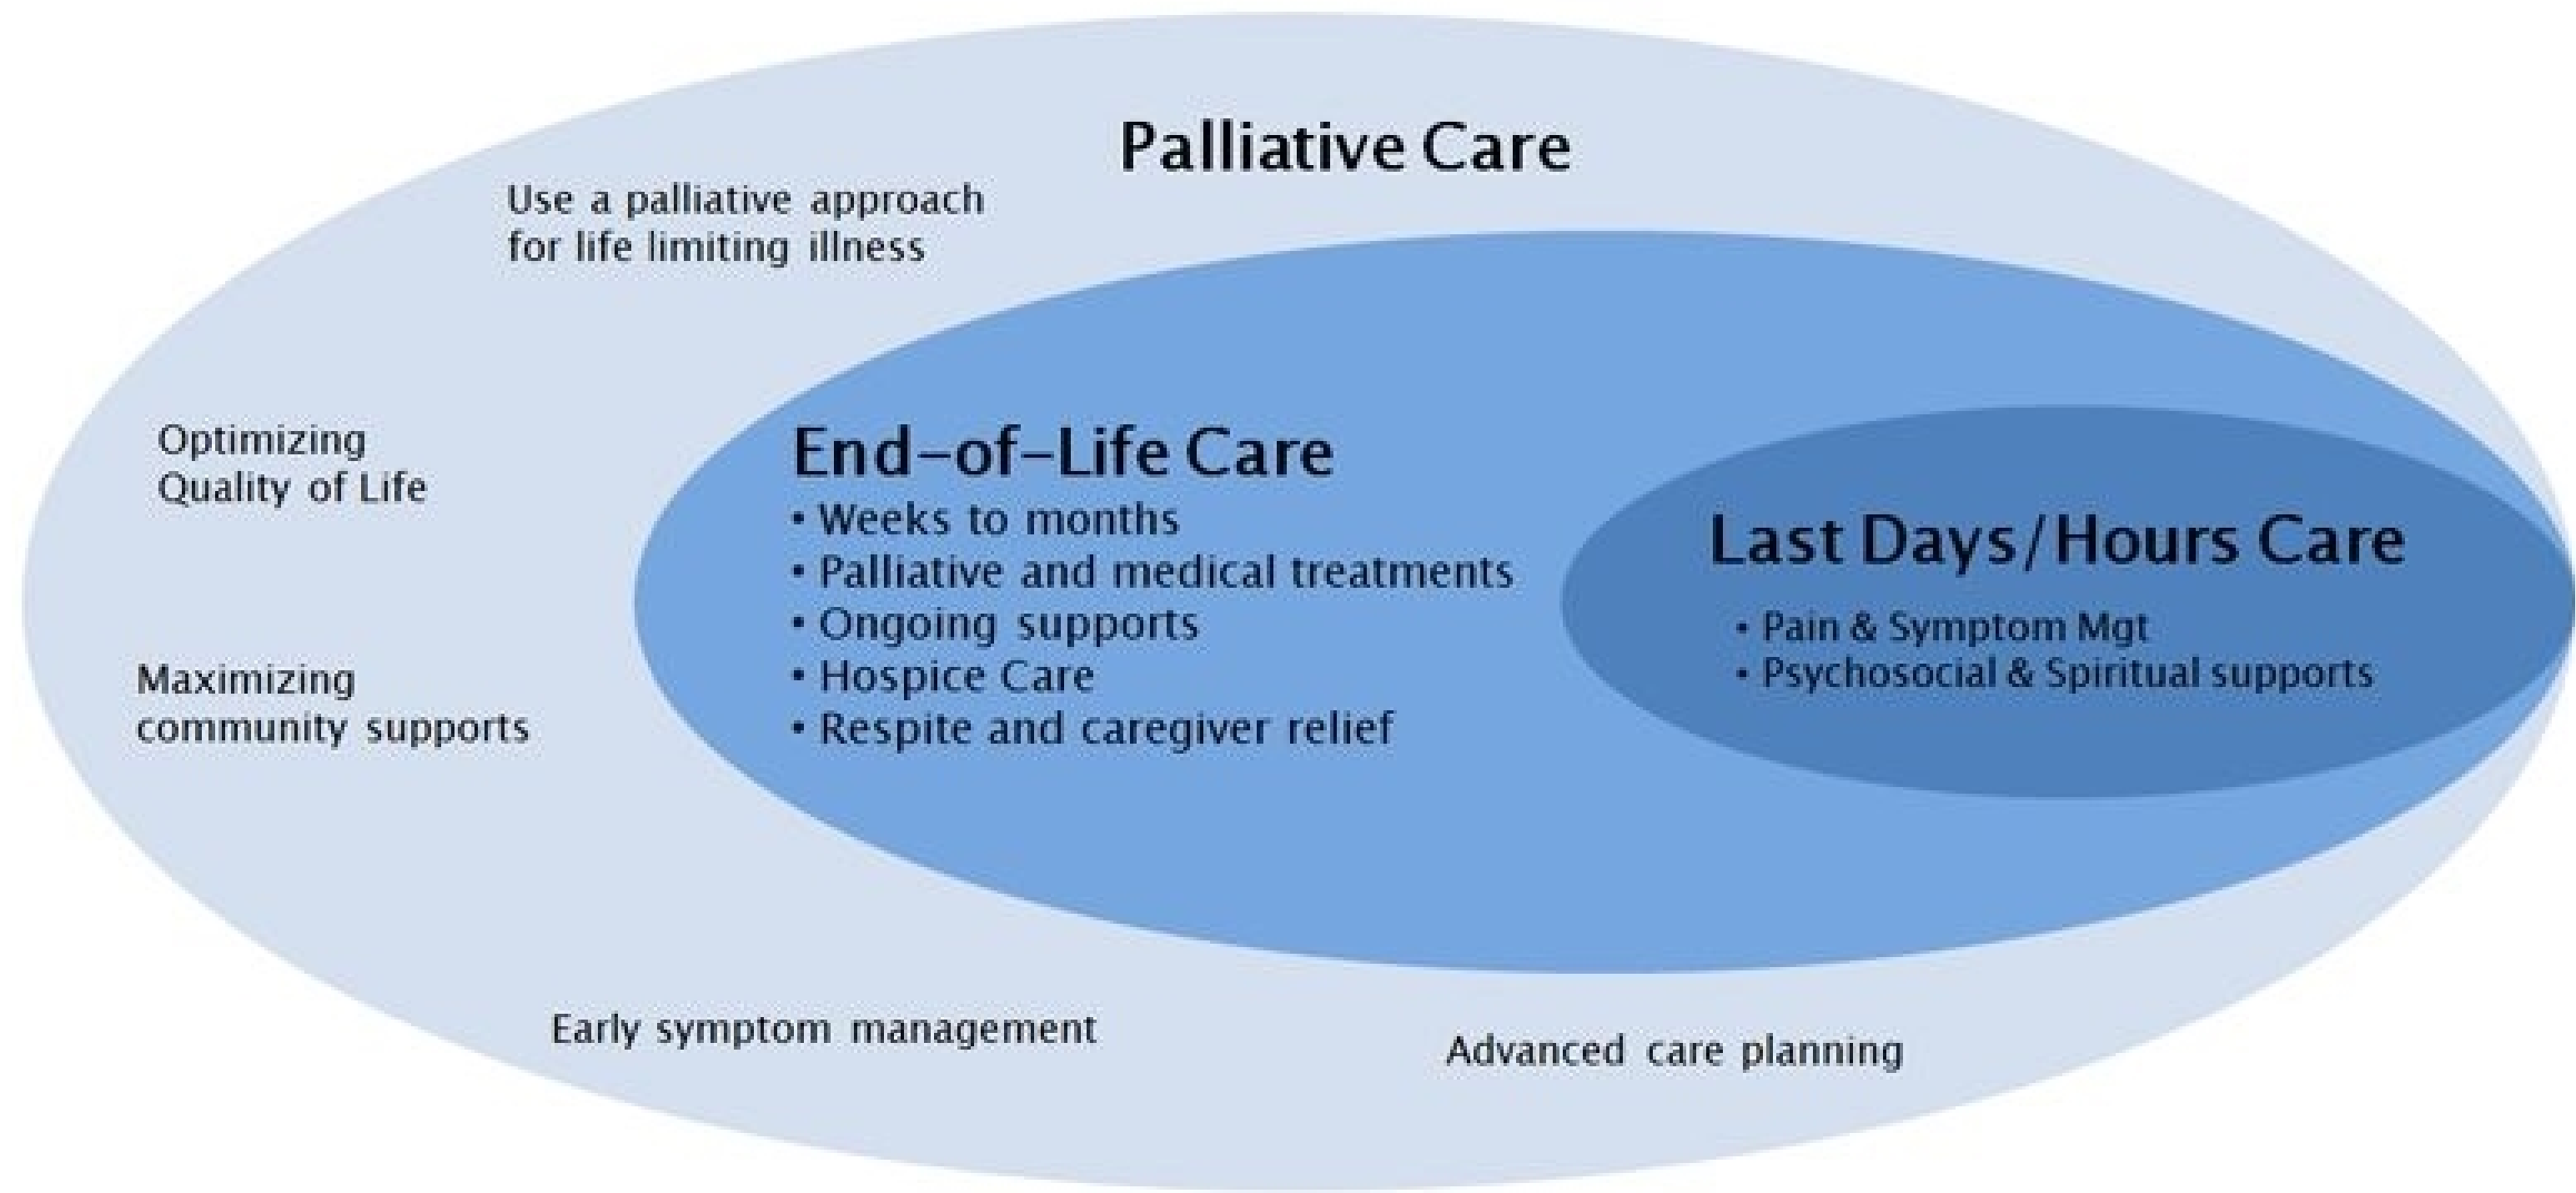 Palliative Care
Use a palliative approach
for life limiting illness
Optimizing
Quality of Life
Maximizing
community supports
End-of-Life Care
• Weeks to months
• Palliative and medical treatments
• Ongoing supports
• Hospice Care
• Respite and caregiver relief
Last Days/Hours Care
• Pain & Symptom Mgt
• Psychosocial & Spiritual supports
Early symptom management
Advanced care planning